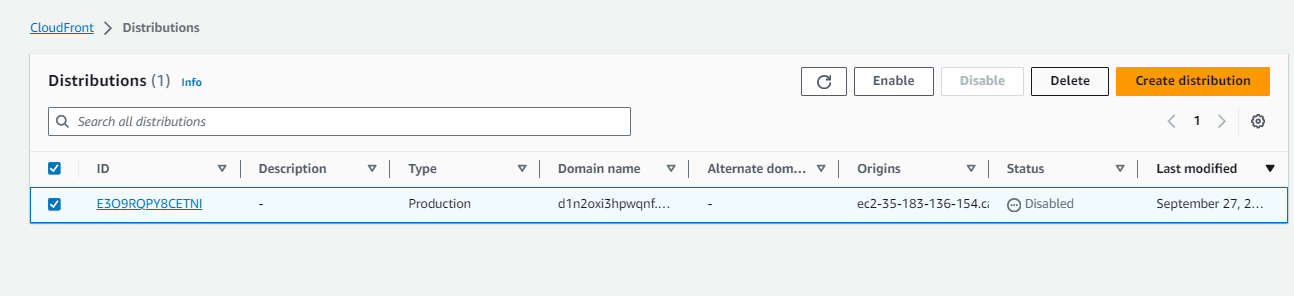 CloudFront > Distributions
Distributions (1) Info
Enable Disable Delete Create distribution
Search all distributions 1
ID Description Type Domain name Alternate dom... Origins Status Last modified
E3O9RQPY8CETNI - Production d1n2oxi3hpwqnf.... - ec2-35-183-136-154.ca Disabled September 27, 2...